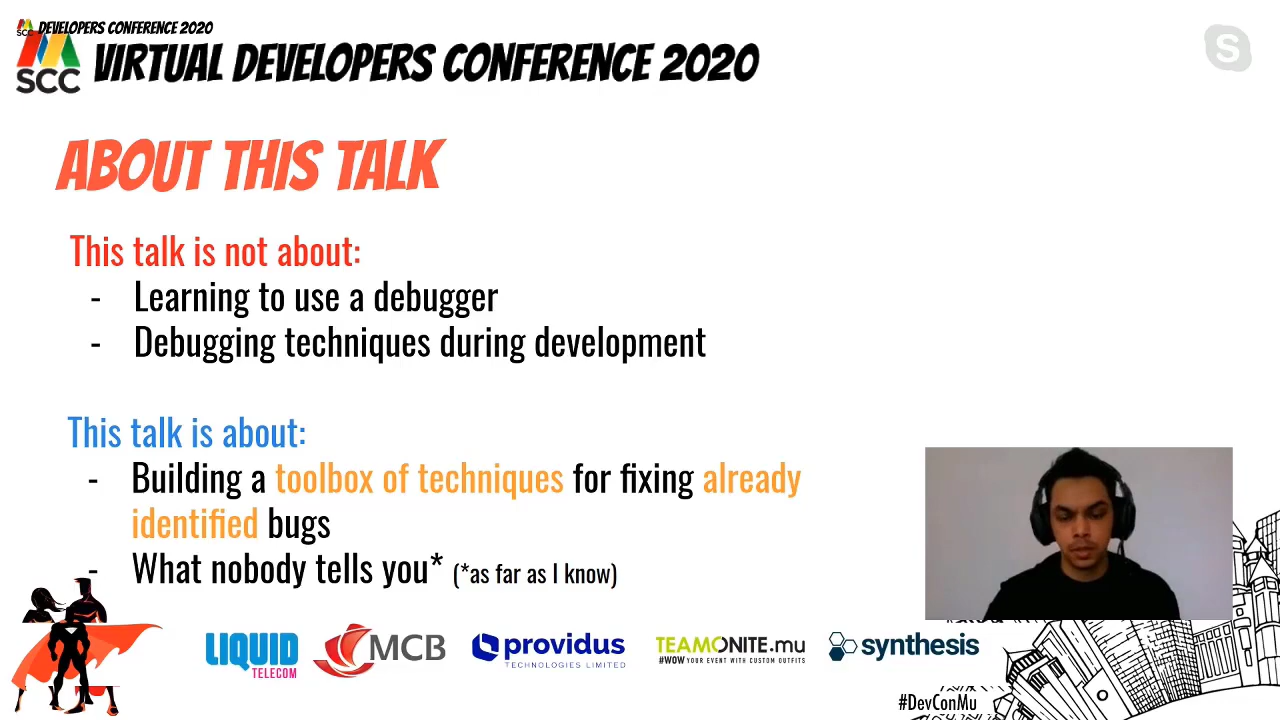 SCC DEVELOPERS CONFERENCE 2020
SCC VIRTUAL DEVELOPERS CONFERENCE 2020
S
ABOUT THIS TALK
This talk is not about:
- Learning to use a debugger
- Debugging techniques during development
This talk is about:
- Building a toolbox of techniques for fixing already
identified bugs
- What nobody tells you* (*as far as I know)
LIQUID
TELECOM
MCB
providus
TECHNOLOGIES LIMITED
TEAMONITE.mu
#WOW YOUR EVENT WITH CUSTOM OUTFITS
synthesis
#DevConMu